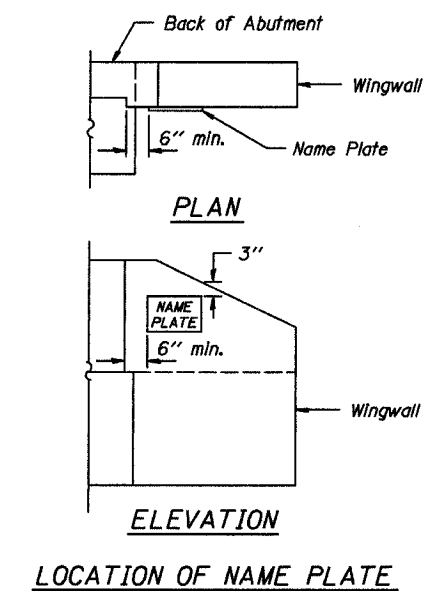 Back of Abutment
Wingwall
6" min.
Name Plate
PLAN
3"
NAME
PLATE
6" min.
Wingwall
ELEVATION
LOCATION OF NAME PLATE